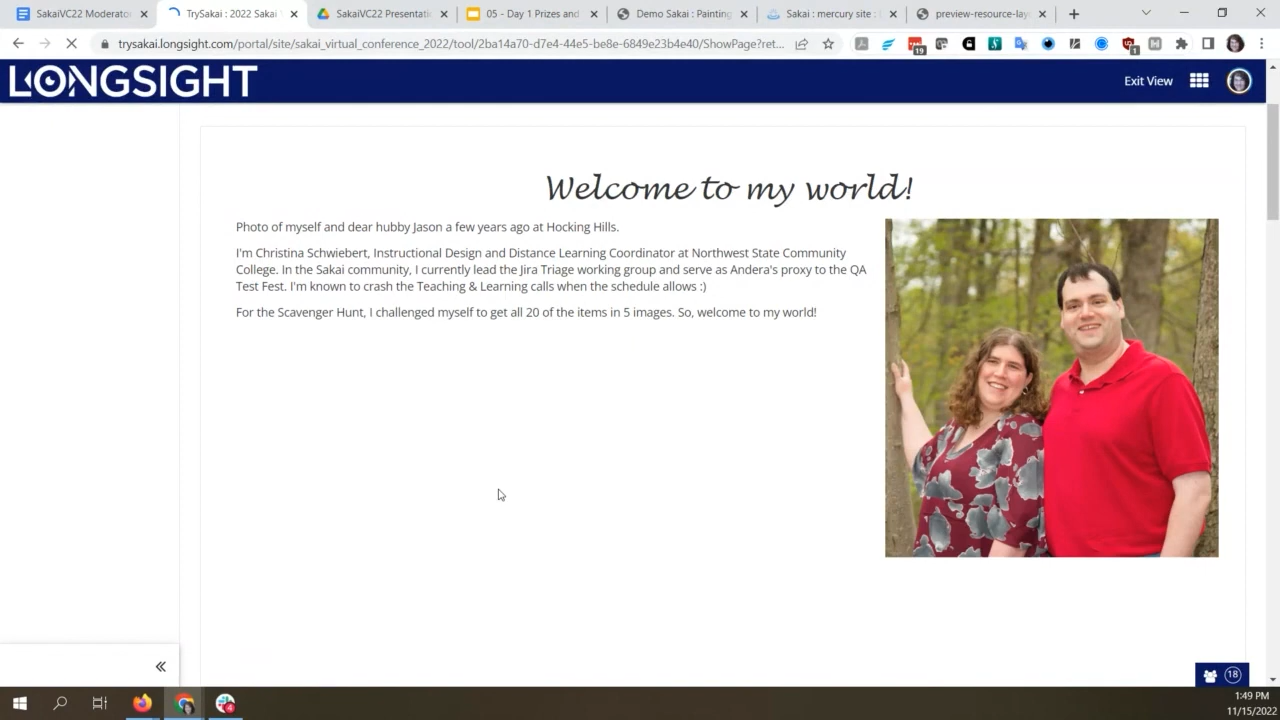 SakaiVC22 Moderator
TrySakai : 2022 Sakai
SakaiVC22 Presentati
05 - Day 1 Prizes and
Demo Sakai : Painting
Sakai : mercury site :
preview-resource-lay
trysakai.longsight.com/portal/site/sakai_virtual_conference_2022/tool/2ba14a70-d7e4-44e5-be8e-6849c23b4e40/ShowPage?ret...
19
1
LONGSIGHT
Exit View
Welcome to my world!
Photo of myself and dear hubby Jason a few years ago at Hocking Hills.
I'm Christina Schwiebert, Instructional Design and Distance Learning Coordinator at Northwest State Community
College. In the Sakai community, I currently lead the Jira Triage working group and serve as Andera's proxy to the QA
Test Fest. I'm known to crash the Teaching & Learning calls when the schedule allows :)
For the Scavenger Hunt, I challenged myself to get all 20 of the items in 5 images. So, welcome to my world!
18
4
1:49 PM
11/15/2022